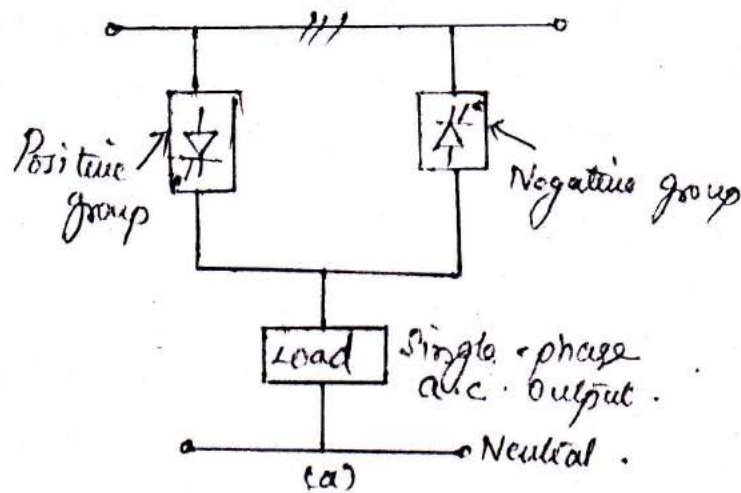 Positive
group
Negative group
Load
Single-phase
a.c. output.
Neutral.
(a)